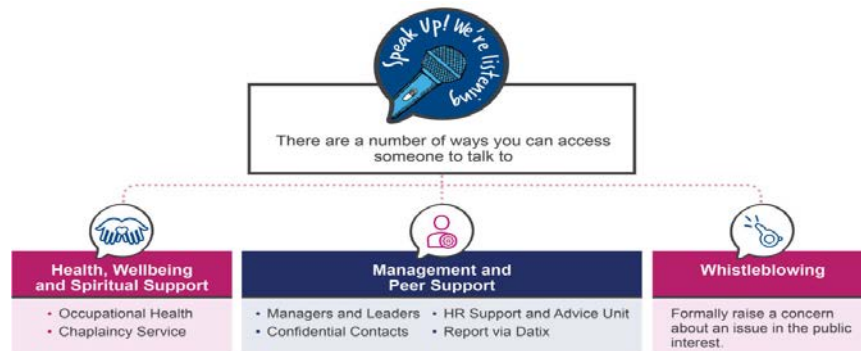 Speak Up! We're listening
There are a number of ways you can access
someone to talk to
Health, Wellbeing
and Spiritual Support
• Occupational Health
• Chaplaincy Service
Management and
Peer Support
• Managers and Leaders
• Confidential Contacts
• HR Support and Advice Unit
• Report via Datix
Whistleblowing
Formally raise a concern
about an issue in the public
interest.